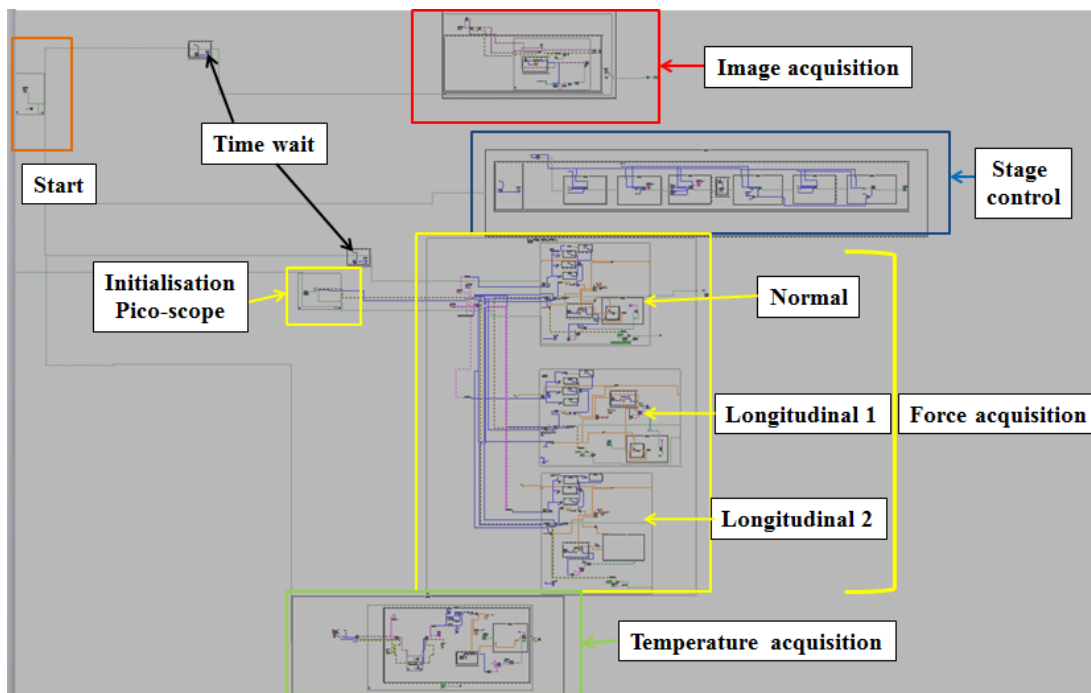 Image acquisition
Time wait
Start
Stage
control
Initialisation
Pico-scope
Normal
Longitudinal 1
Force acquisition
Longitudinal 2
Temperature acquisition